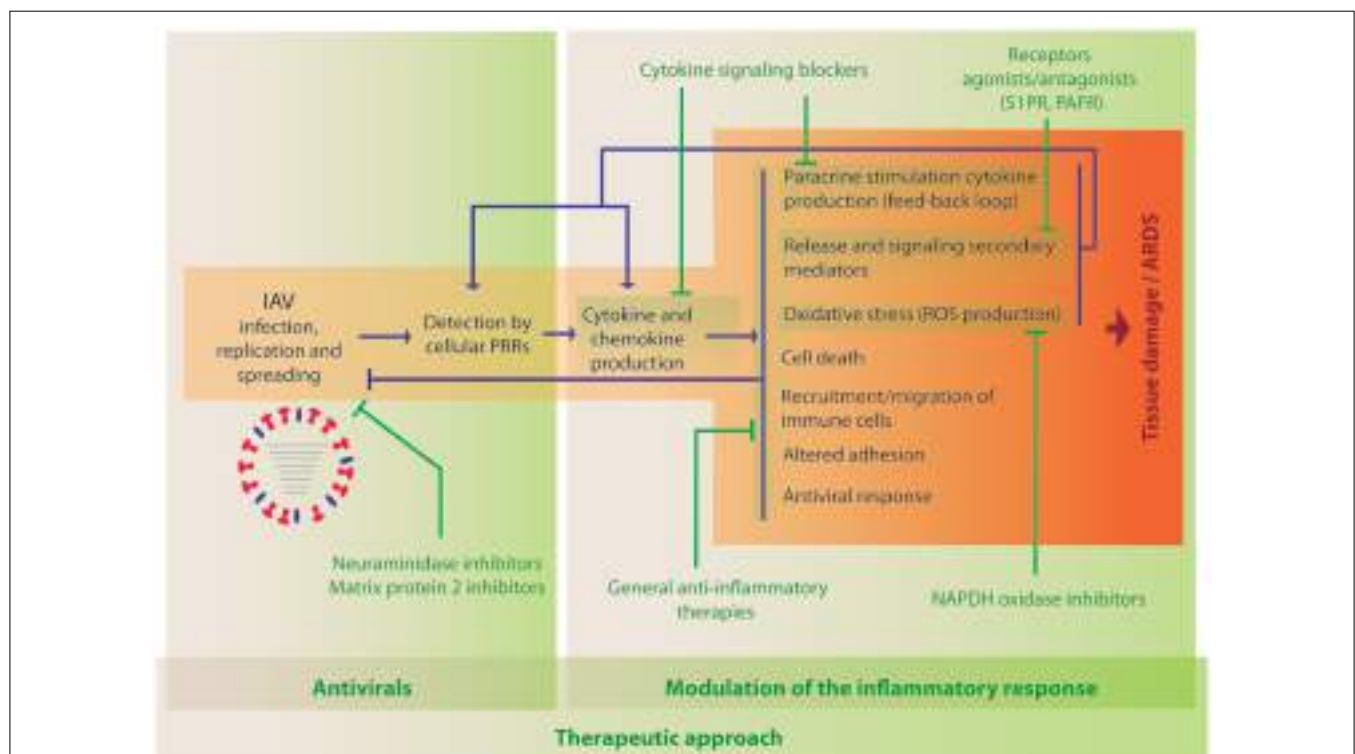 Cytokine signaling blockers
Receptors
agonists/antagonists
(S1PR, PAFR)
Paracrine stimulation cytokine
production (feed-back loop)
Release and signaling secondary
mediators
Oxidative stress (ROS production)
Cell death
Recruitment/migration of
immune cells
Altered adhesion
Antiviral response
IAV
infection,
replication and
spreading
Detection by
cellular PRRs
Cytokine and
chemokine
production
Tissue damage / ARDS
Neuraminidase inhibitors
Matrix protein 2 inhibitors
General anti-inflammatory
therapies
NAPDH oxidase inhibitors
Antivirals
Modulation of the inflammatory response
Therapeutic approach